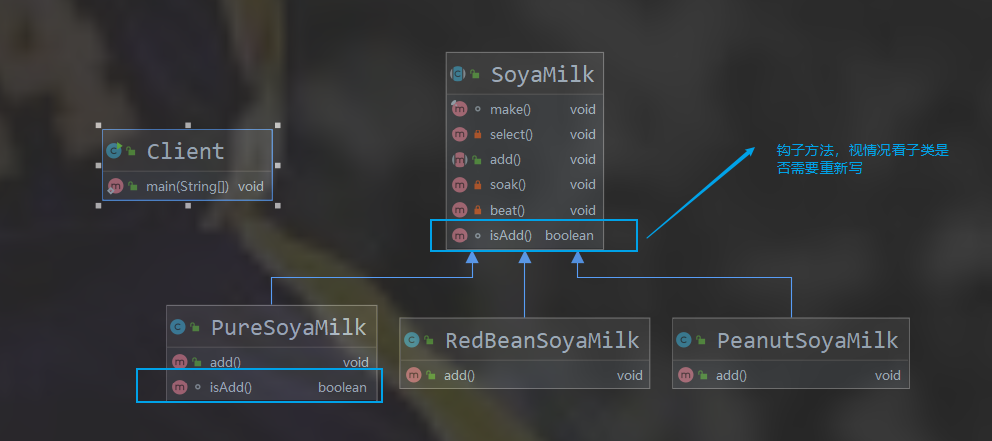 SoyaMilk
make() void
select() void
add() void
soak() void
beat() void
isAdd() boolean
钩子方法，视情况看子类是
否需要重新写
Client
main(String[]) void
PureSoyaMilk
add() void
isAdd() boolean
RedBeanSoyaMilk
add() void
PeanutSoyaMilk
add() void